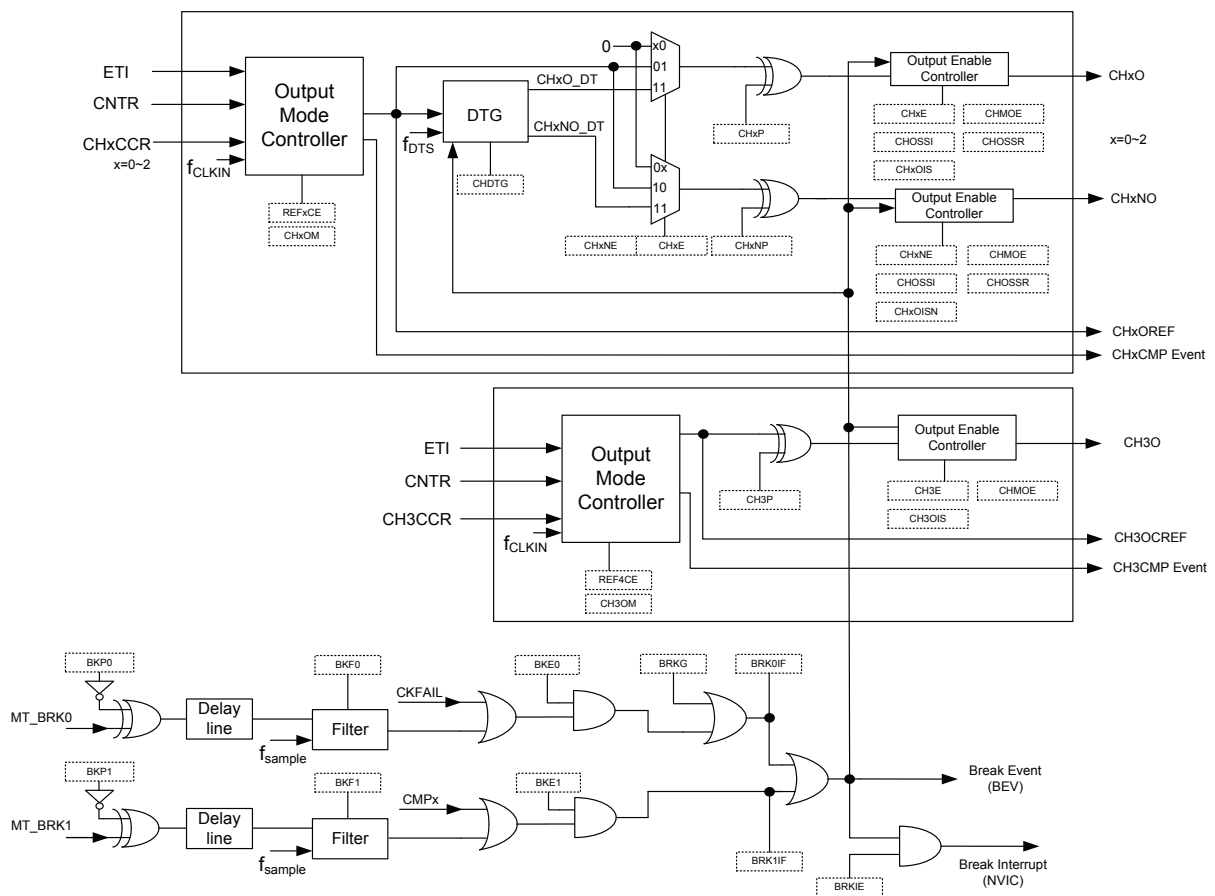 ETI
CNTR
CHxCCR
x=0~2
fCLKIN
Output
Mode
Controller
REFxCE
CHxOM
0
x0
01
11
CHxO_DT
DTG
CHxNO_DT
fDTS
CHDTG
0x
10
11
CHxNE
CHxE
CHxP
CHxNP
Output Enable
Controller
CHxE
CHMOE
CHOSSI
CHOSSR
CHxOIS
CHxO
x=0~2
Output Enable
Controller
CHxNE
CHMOE
CHOSSI
CHOSSR
CHxOISN
CHxNO
CHxOREF
CHxCMP Event
ETI
CNTR
CH3CCR
fCLKIN
Output
Mode
Controller
REF4CE
CH3OM
CH3P
Output Enable
Controller
CH3E
CHMOE
CH3OIS
CH3O
CH3OCREF
CH3CMP Event
BKP0
MT_BRK0
Delay
line
BKF0
Filter
fsample
CKFAIL
BKE0
BRKG
BRK0IF
BKP1
MT_BRK1
Delay
line
BKF1
Filter
fsample
CMPx
BKE1
BRK1IF
Break Event
(BEV)
BRKIE
Break Interrupt
(NVIC)